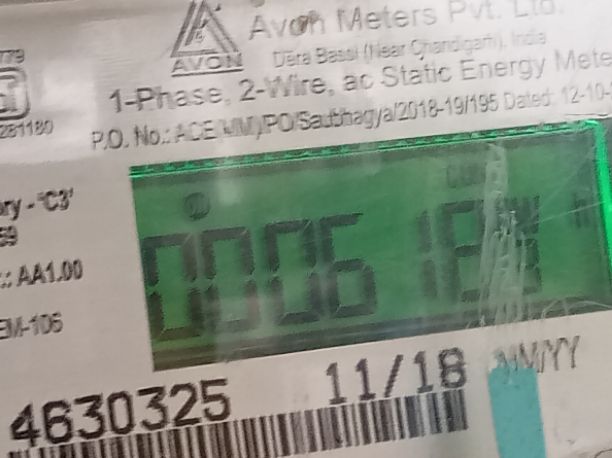 Avon Meters Pvt. Ltd.
AVON
Dera Bassi (Near Chandigarh), India
1-Phase, 2-Wire, ac Static Energy Mete
P.O. No.: ACE MM)/PO/Saubhagya/2018-19/195 Dated: 12-10-
779
281180
ry - 'C3'
59
.: AA1.00
EM-106
00061
4630325
11/18
MM/YY